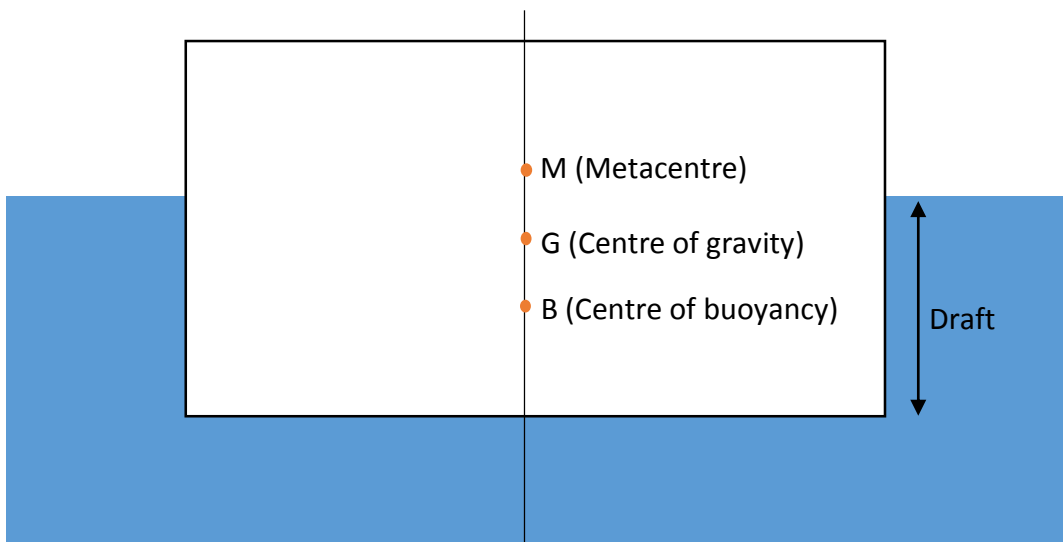 M (Metacentre)
G (Centre of gravity)
B (Centre of buoyancy)
Draft